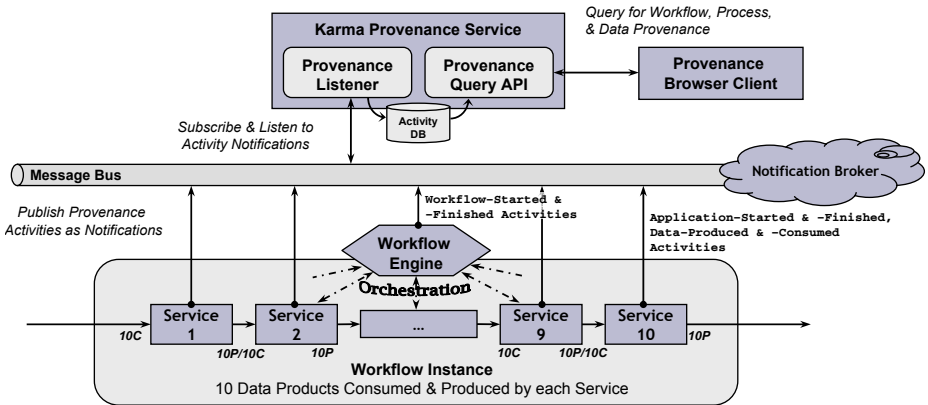 Karma Provenance Service
Provenance
Listener
Provenance
Query API
Activity
DB
Query for Workflow, Process,
& Data Provenance
Provenance
Browser Client
Subscribe & Listen to
Activity Notifications
Message Bus
Notification Broker
Publish Provenance
Activities as Notifications
Workflow-Started &
-Finished Activities
Application-Started & -Finished,
Data-Produced & -Consumed
Activities
Workflow
Engine
Orchestration
Service
1
Service
2
...
Service
9
Service
10
10C
10P/10C
10P
10C
10P/10C
10P
Workflow Instance
10 Data Products Consumed & Produced by each Service